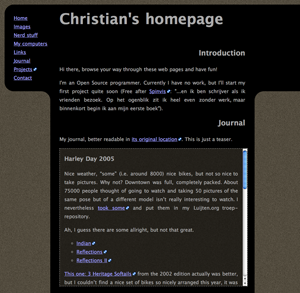 Christian's homepage
Home
Images
Nerd stuff
My computers
Links
Journal
Projects
Contact
Introduction
Hi there, browse your way through these web pages and have fun!
I'm an Open Source programmer. Currently I have no work, but I'll start my
first project quite soon (Free after Spinvis. "...en ik ben schrijver als ik
vrienden bezoek. Op het ogenblik zit ik heel even zonder werk, maar
binnenkort begin ik aan mijn eerste boek").
Journal
My journal, better readable in its original location. This is just a teaser.
Harley Day 2005
Nice weather, "some" (i.e. around 8000) nice bikes, but not so nice to
take pictures. Why not? Downtown was full, completely packed. About
75000 people thought of going to watch and taking 50 pictures of the
same pose but of a different model isn't really interesting to watch. I
nevertheless took some and put them in my Luijten.org troep-
repository.
Ah, I guess there are some allright, but not that great.
Indian
Reflections
Reflections II
This one: 3 Heritage Softails from the 2002 edition actually was better,
but I couldn't find a nice set of bikes so nicely arranged this year, it was